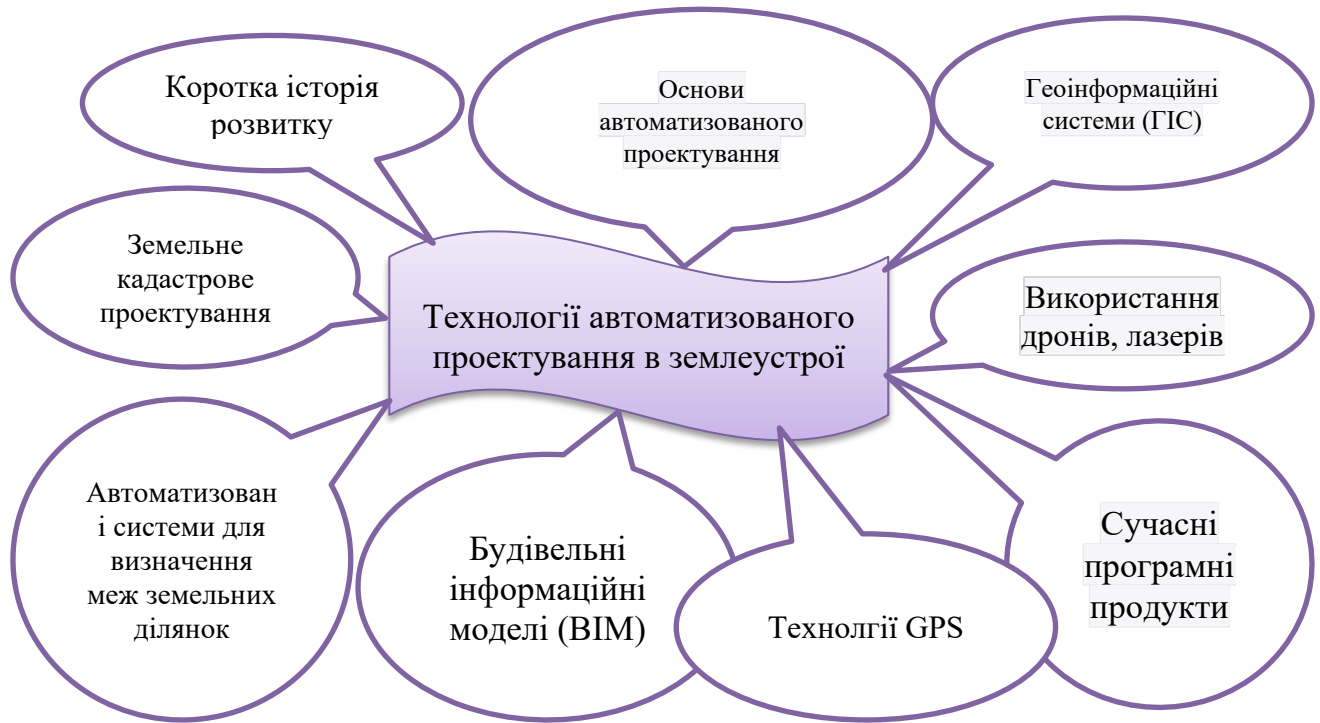 Коротка історія
розвитку
Основи
автоматизованого
проектування
Геоінформаційні
системи (ГІС)
Земельне
кадастрове
проектування
Технології автоматизованого
проектування в землеустрої
Використання
дронів, лазерів
Автоматизован
і системи для
визначення
меж земельних
ділянок
Будівельні
інформаційні
моделі (BIM)
Технолгії GPS
Сучасні
програмні
продукти